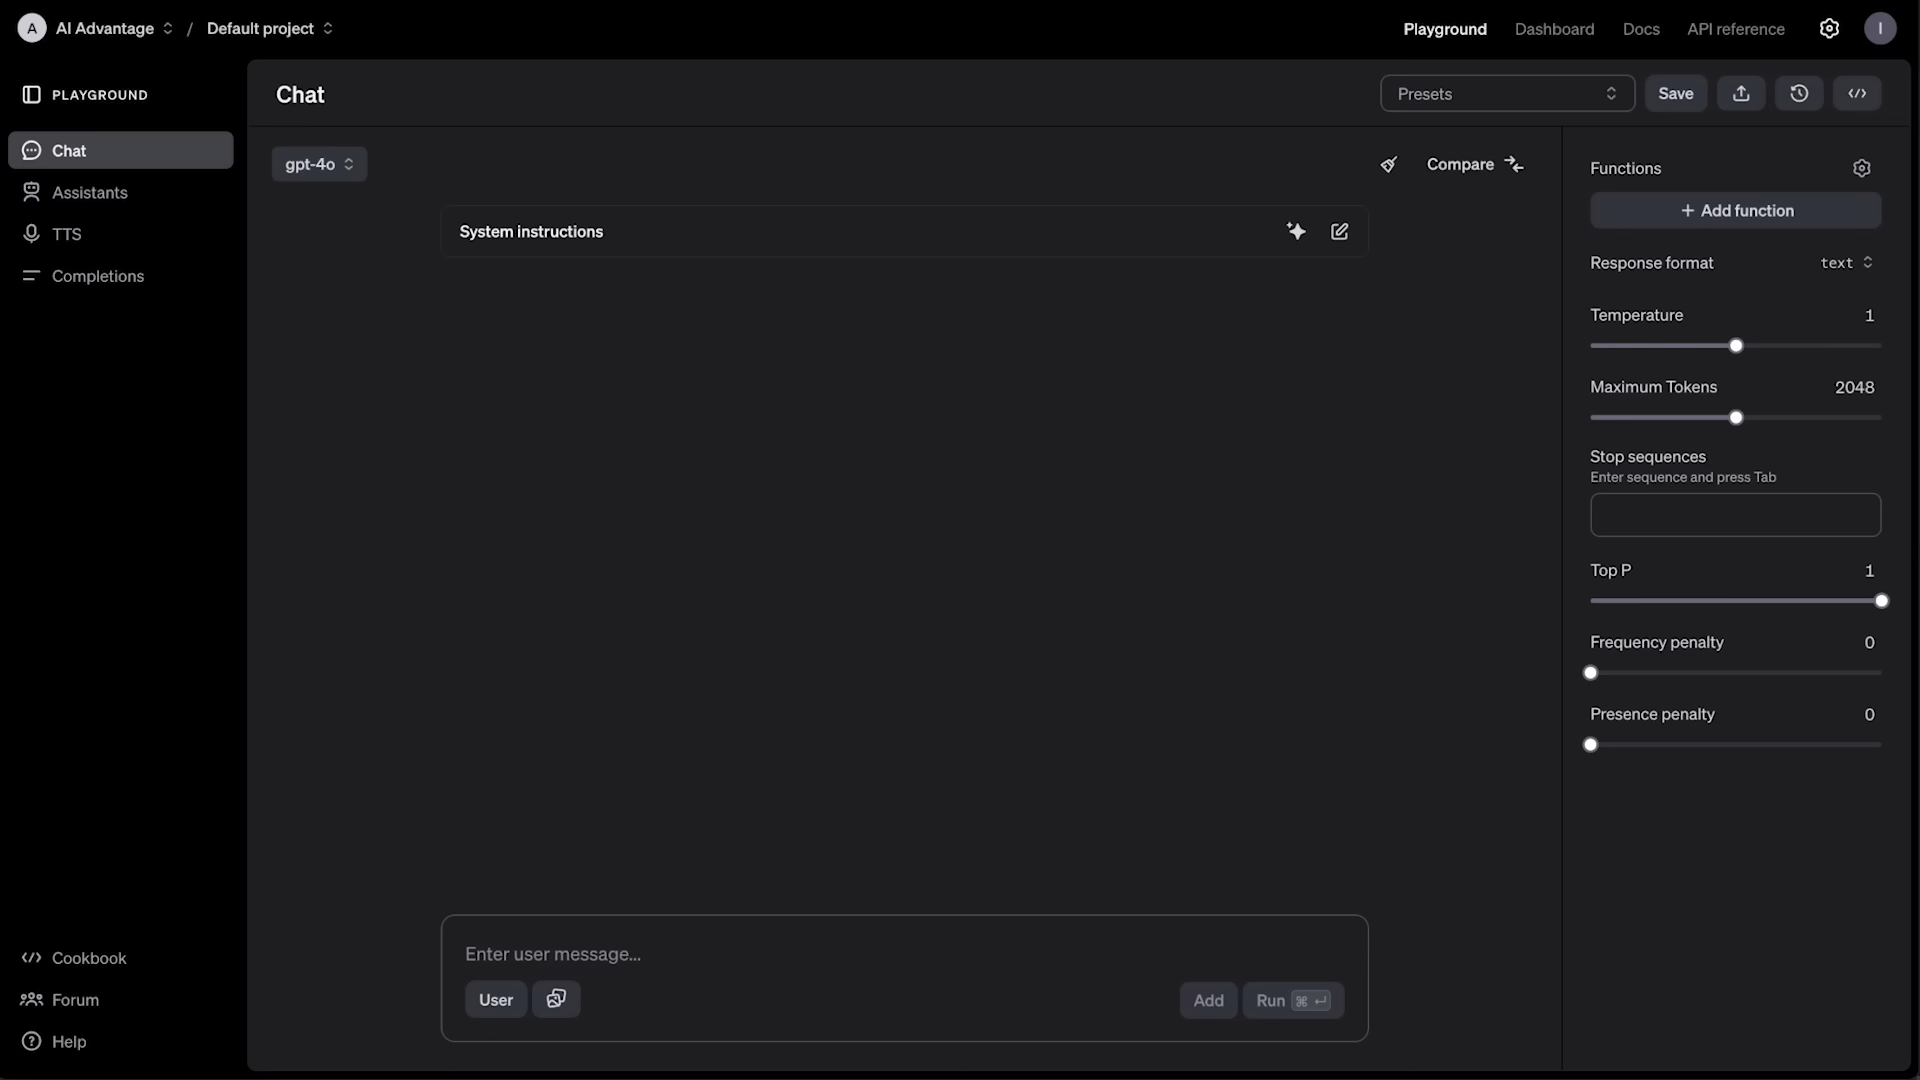 A AI Advantage / Default project
Playground Dashboard Docs API reference I
PLAYGROUND
Chat
Assistants
TTS
Completions
Cookbook
Forum
Help
Chat
Presets
Save
gpt-4o
Compare
System instructions
Enter user message...
User
Add
Run ⌘ ↵
Functions
+ Add function
Response format text
Temperature 1
Maximum Tokens 2048
Stop sequences
Enter sequence and press Tab
Top P 1
Frequency penalty 0
Presence penalty 0